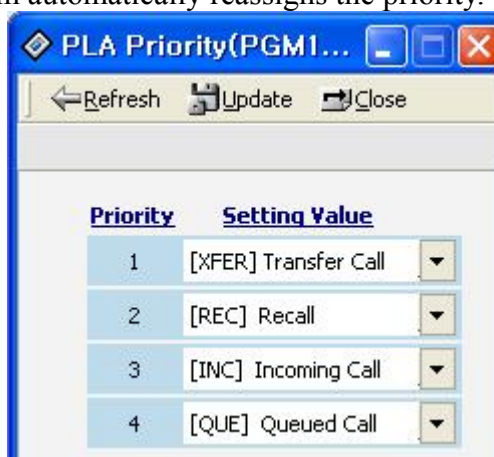 automatically reassigns the priority.
PLA Priority(PGM1...
Refresh Update Close
Priority Setting Value
1 [XFER] Transfer Call
2 [REC] Recall
3 [INC] Incoming Call
4 [QUE] Queued Call